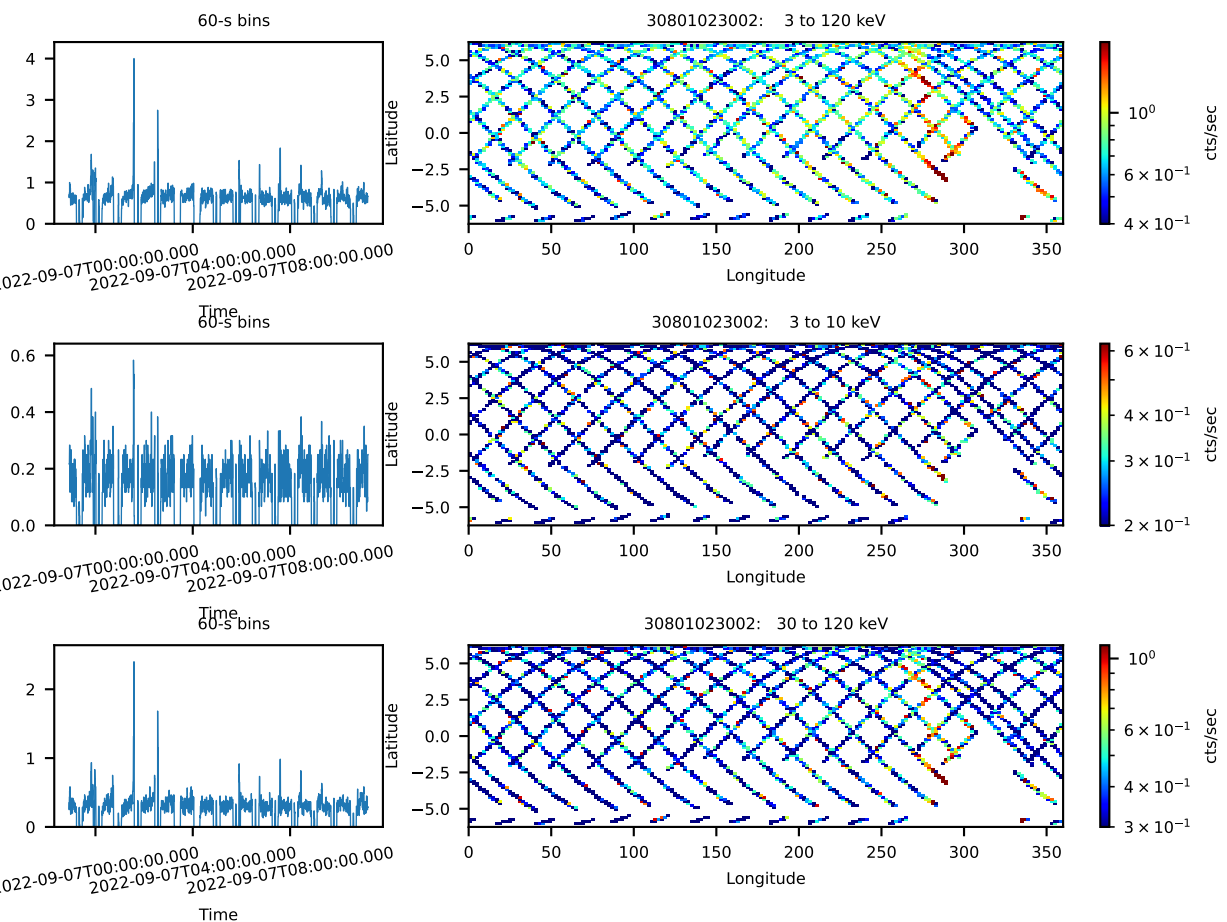 60-s bins
4
3
2
1
0
2022-09-07T00:00:00.000
2022-09-07T04:00:00.000
2022-09-07T08:00:00.000
Time
30801023002: 3 to 120 keV
Latitude
5.0
2.5
0.0
−2.5
−5.0
0 50 100 150 200 250 300 350
Longitude
10⁰
6 × 10⁻¹
4 × 10⁻¹
cts/sec
60-s bins
0.6
0.4
0.2
0.0
2022-09-07T00:00:00.000
2022-09-07T04:00:00.000
2022-09-07T08:00:00.000
Time
30801023002: 3 to 10 keV
Latitude
5.0
2.5
0.0
−2.5
−5.0
0 50 100 150 200 250 300 350
Longitude
6 × 10⁻¹
4 × 10⁻¹
3 × 10⁻¹
2 × 10⁻¹
cts/sec
60-s bins
2
1
0
2022-09-07T00:00:00.000
2022-09-07T04:00:00.000
2022-09-07T08:00:00.000
Time
30801023002: 30 to 120 keV
Latitude
5.0
2.5
0.0
−2.5
−5.0
0 50 100 150 200 250 300 350
Longitude
10⁰
6 × 10⁻¹
4 × 10⁻¹
3 × 10⁻¹
cts/sec